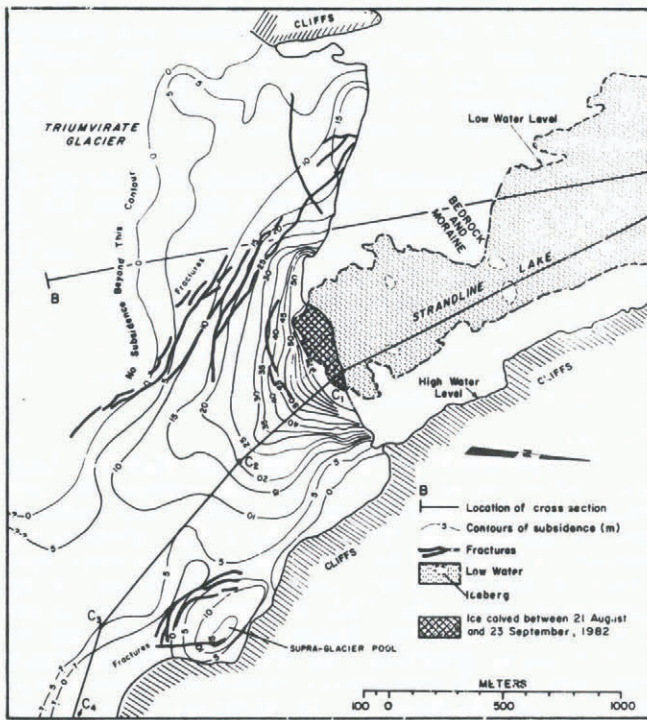 CLIFFS
TRIUMVIRATE
GLACIER
Low Water Level
BEDROCK
AND
MORAINE
No Subsidence Beyond This Contour
Fractures
B
STRANDLINE LAKE
High Water
Level
CLIFFS
C1
C2
N
B
Location of cross section
5 Contours of subsidence (m)
Fractures
Low Water
Iceberg
Ice calved between 21 August
and 23 September, 1982
CLIFFS
C3
Fractures
SUPRA-GLACIER POOL
C4
METERS
100 0 500 1000